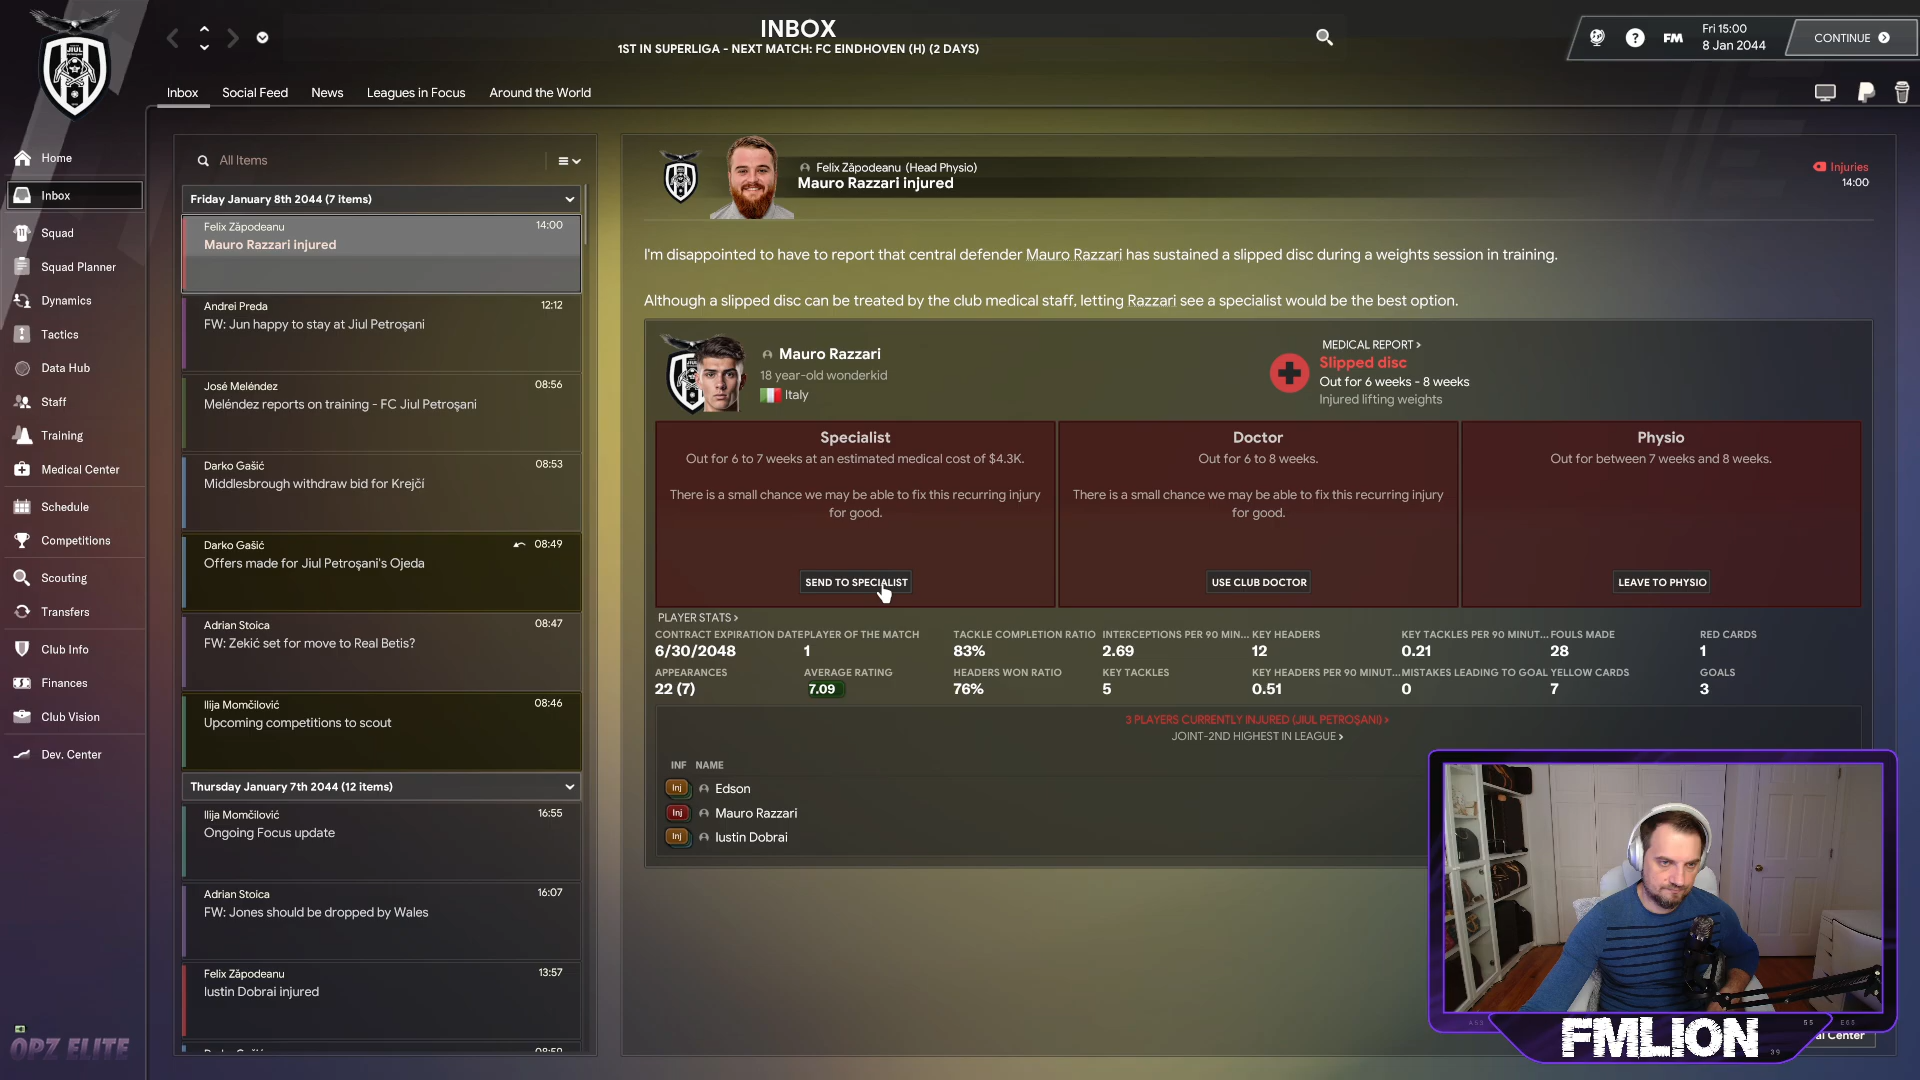 INBOX
1ST IN SUPERLIGA - NEXT MATCH: FC EINDHOVEN (H) (2 DAYS)
FM
Fri 15:00
8 Jan 2044
CONTINUE
Inbox
Social Feed
News
Leagues in Focus
Around the World
Home
Inbox
Squad
Squad Planner
Dynamics
Tactics
Data Hub
Staff
Training
Medical Center
Schedule
Competitions
Scouting
Transfers
Club Info
Finances
Club Vision
Dev. Center
OPZ ELITE
All Items
Friday January 8th 2044 (7 items)
Felix Zăpodeanu 14:00
Mauro Razzari injured
Andrei Preda 12:12
FW: Jun happy to stay at Jiul Petroşani
José Meléndez 08:56
Meléndez reports on training - FC Jiul Petroşani
Darko Gašić 08:53
Middlesbrough withdraw bid for Krejčí
Darko Gašić 08:49
Offers made for Jiul Petroşani's Ojeda
Adrian Stoica 08:47
FW: Zekić set for move to Real Betis?
Ilija Momčilović 08:46
Upcoming competitions to scout
Thursday January 7th 2044 (12 items)
Ilija Momčilović 16:55
Ongoing Focus update
Adrian Stoica 16:07
FW: Jones should be dropped by Wales
Felix Zăpodeanu 13:57
Iustin Dobrai injured
Felix Zăpodeanu (Head Physio)
Mauro Razzari injured
Injuries
14:00
I'm disappointed to have to report that central defender Mauro Razzari has sustained a slipped disc during a weights session in training.
Although a slipped disc can be treated by the club medical staff, letting Razzari see a specialist would be the best option.
Mauro Razzari
18 year-old wonderkid
Italy
MEDICAL REPORT >
Slipped disc
Out for 6 weeks - 8 weeks
Injured lifting weights
Specialist
Out for 6 to 7 weeks at an estimated medical cost of $4.3K.
There is a small chance we may be able to fix this recurring injury
for good.
SEND TO SPECIALIST
Doctor
Out for 6 to 8 weeks.
There is a small chance we may be able to fix this recurring injury
for good.
USE CLUB DOCTOR
Physio
Out for between 7 weeks and 8 weeks.
LEAVE TO PHYSIO
PLAYER STATS >
CONTRACT EXPIRATION DATE PLAYER OF THE MATCH TACKLE COMPLETION RATIO INTERCEPTIONS PER 90 MIN... KEY HEADERS KEY TACKLES PER 90 MINUT... FOULS MADE RED CARDS
6/30/2048 1 83% 2.69 12 0.21 28 1
APPEARANCES AVERAGE RATING HEADERS WON RATIO KEY TACKLES KEY HEADERS PER 90 MINUT... MISTAKES LEADING TO GOAL YELLOW CARDS GOALS
22 (7) 7.09 76% 5 0.51 0 7 3
3 PLAYERS CURRENTLY INJURED (JIUL PETROŞANI) >
JOINT-2ND HIGHEST IN LEAGUE >
INF NAME
Inj Edson
Inj Mauro Razzari
Inj Iustin Dobrai
FMLION
al Center